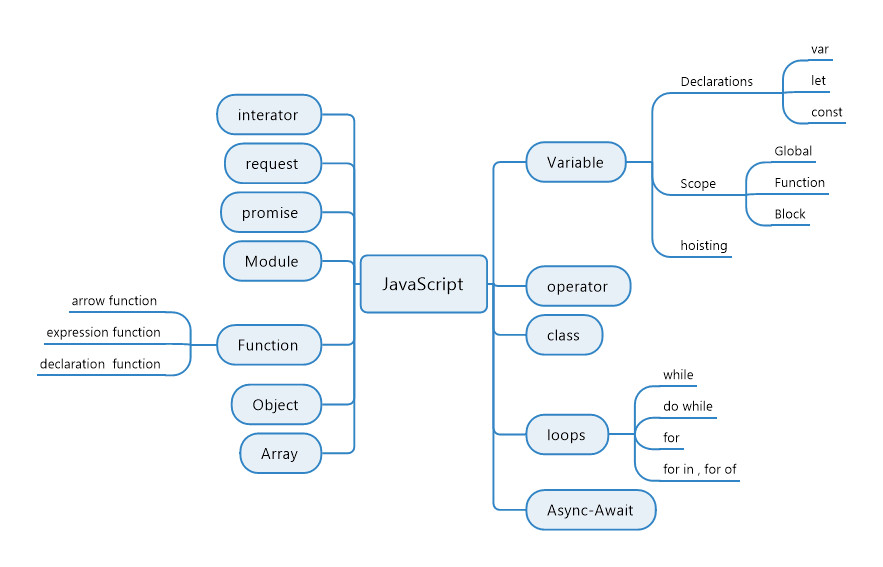 JavaScript
Variable
Declarations
var
let
const
Scope
Global
Function
Block
hoisting
operator
class
loops
while
do while
for
for in , for of
Async-Await
interator
request
promise
Module
Function
arrow function
expression function
declaration  function
Object
Array